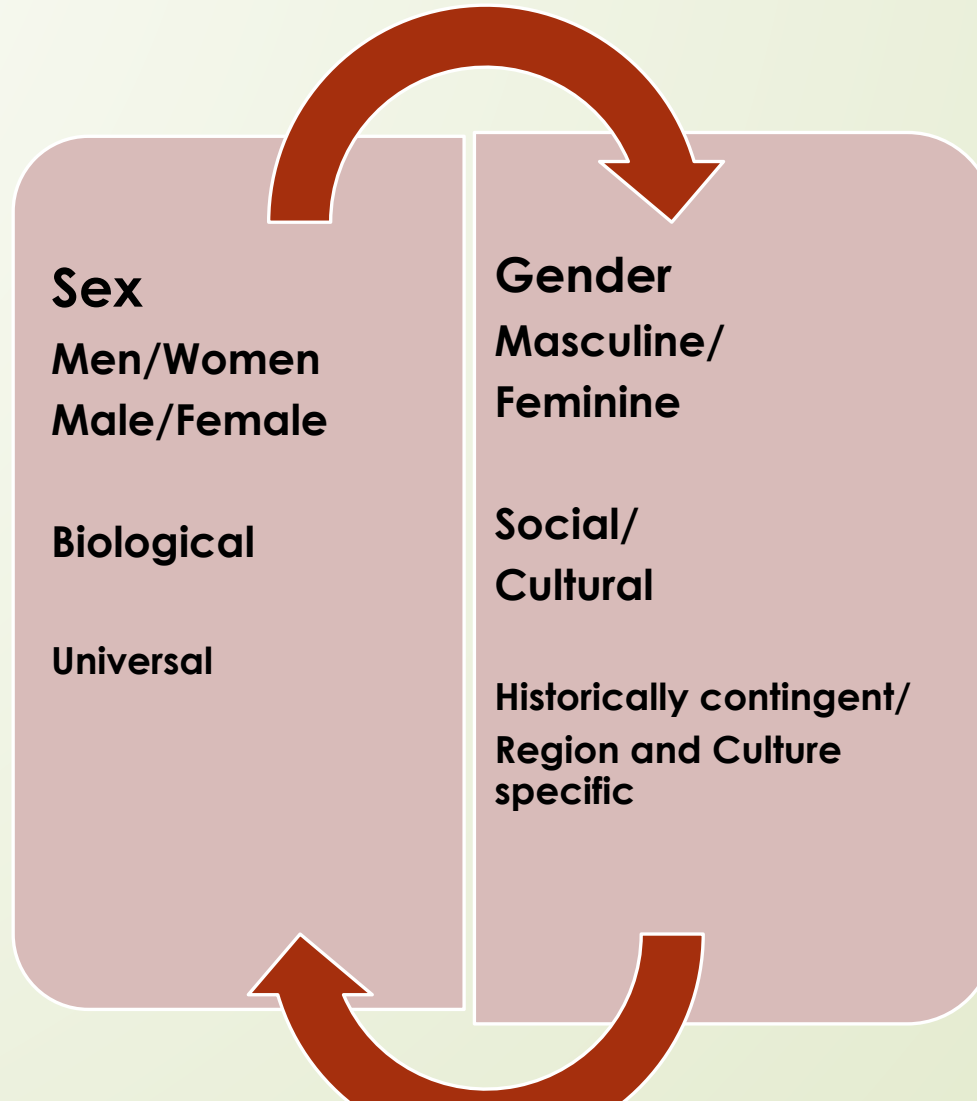 Sex
Men/Women
Male/Female
Biological
Universal
Gender
Masculine/
Feminine
Social/
Cultural
Historically contingent/
Region and Culture
specific